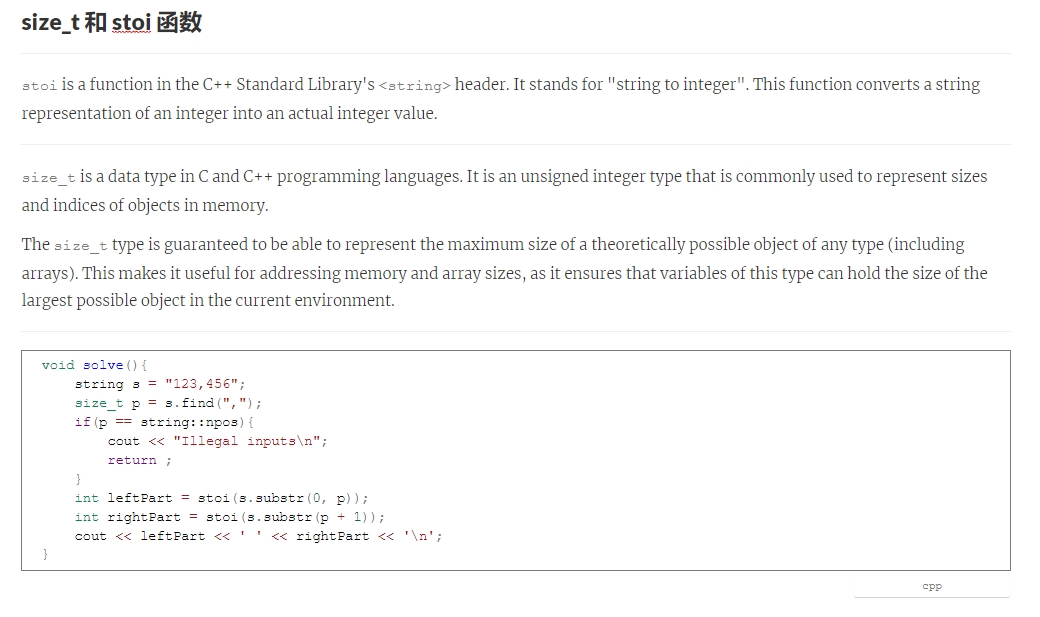 size_t 和 stoi 函数
stoi is a function in the C++ Standard Library's <string> header. It stands for "string to integer". This function converts a string
representation of an integer into an actual integer value.
size_t is a data type in C and C++ programming languages. It is an unsigned integer type that is commonly used to represent sizes
and indices of objects in memory.
The size_t type is guaranteed to be able to represent the maximum size of a theoretically possible object of any type (including
arrays). This makes it useful for addressing memory and array sizes, as it ensures that variables of this type can hold the size of the
largest possible object in the current environment.
void solve(){
    string s = "123,456";
    size_t p = s.find(",");
    if(p == string::npos){
        cout << "Illegal inputs\n";
        return ;
    }
    int leftPart = stoi(s.substr(0, p));
    int rightPart = stoi(s.substr(p + 1));
    cout << leftPart << ' ' << rightPart << '\n';
}
cpp